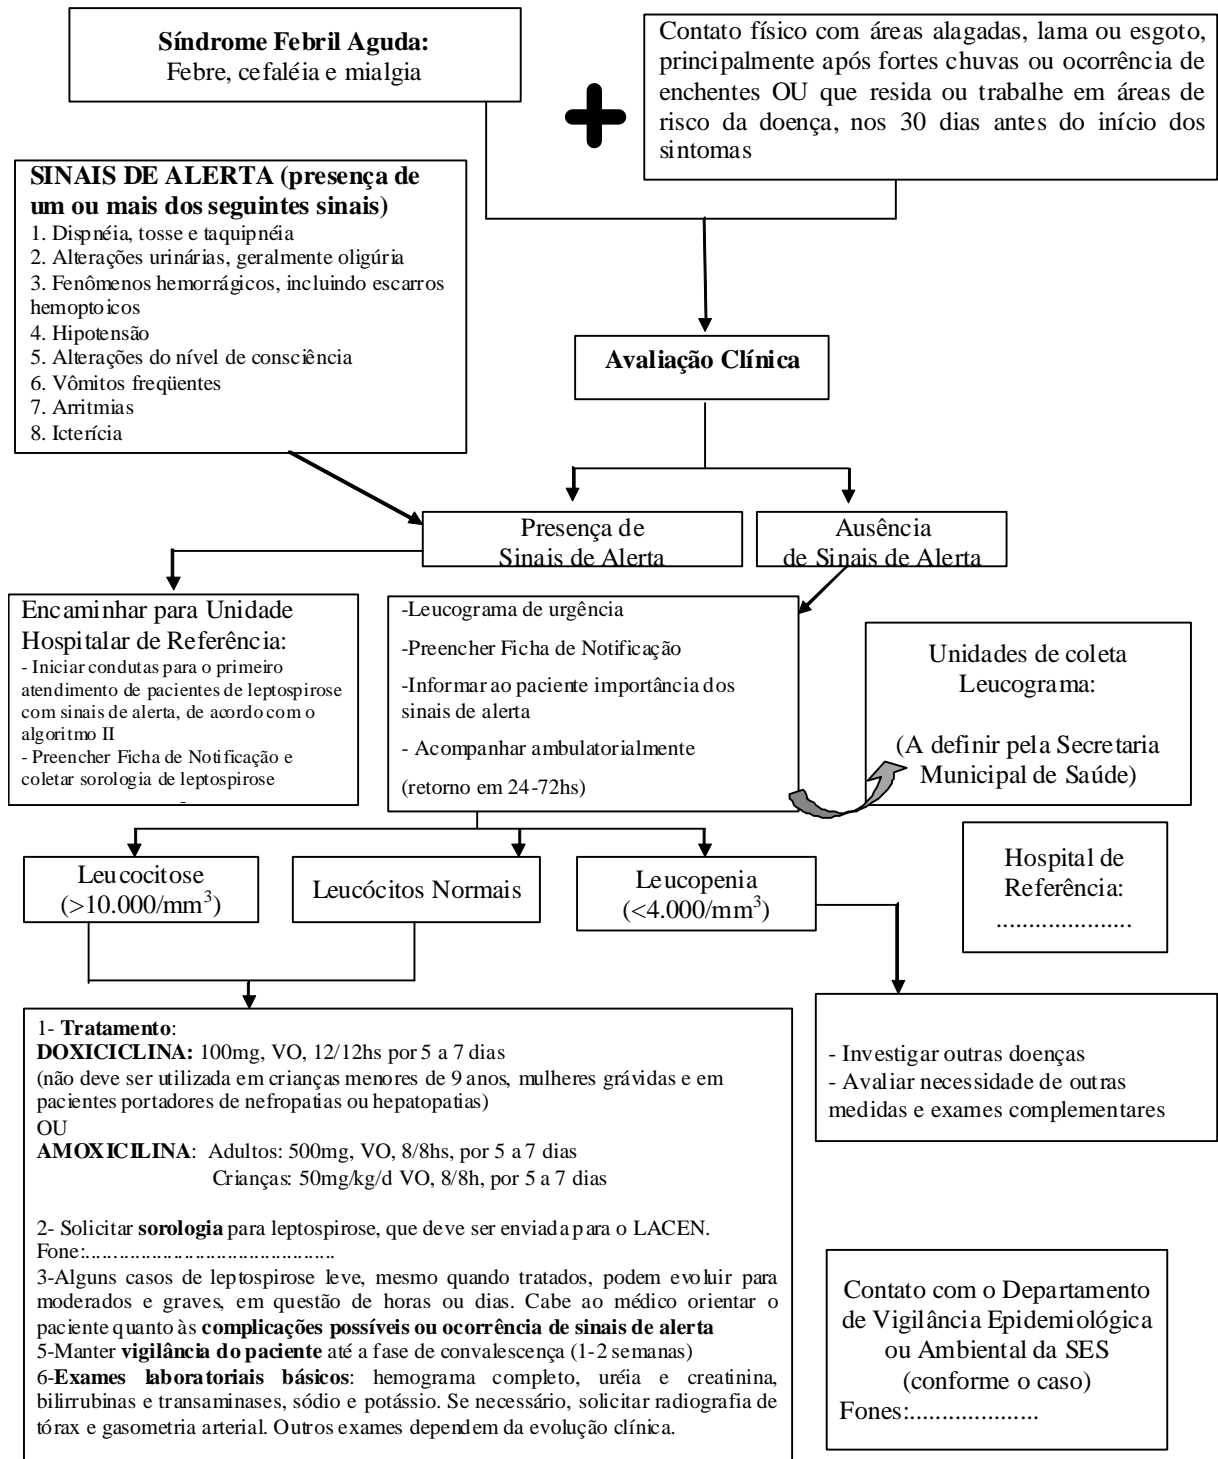 Síndrome Febril Aguda:
Febre, cefaléia e mialgia
Contato físico com áreas alagadas, lama ou esgoto,
principalmente após fortes chuvas ou ocorrência de
enchentes OU que resida ou trabalhe em áreas de
risco da doença, nos 30 dias antes do início dos
sintomas
SINAIS DE ALERTA (presença de
um ou mais dos seguintes sinais)
1. Dispnéia, tosse e taquipnéia
2. Alterações urinárias, geralmente oligúria
3. Fenômenos hemorrágicos, incluindo escarros
hemoptoicos
4. Hipotensão
5. Alterações do nível de consciência
6. Vômitos freqüentes
7. Arritmias
8. Icterícia
Avaliação Clínica
Presença de
Sinais de Alerta
Ausência
de Sinais de Alerta
Encaminhar para Unidade
Hospitalar de Referência:
- Iniciar condutas para o primeiro
atendimento de pacientes de leptospirose
com sinais de alerta, de acordo com o
algoritmo II
- Preencher Ficha de Notificação e
coletar sorologia de leptospirose
-
-Leucograma de urgência
-Preencher Ficha de Notificação
-Informar ao paciente importância dos
sinais de alerta
- Acompanhar ambulatorialmente
(retorno em 24-72hs)
Unidades de coleta
Leucograma:
(A definir pela Secretaria
Municipal de Saúde)
Leucocitose
(>10.000/mm³)
Leucócitos Normais
Leucopenia
(<4.000/mm³)
Hospital de
Referência:
.....................
1- Tratamento:
DOXICICLINA: 100mg, VO, 12/12hs por 5 a 7 dias
(não deve ser utilizada em crianças menores de 9 anos, mulheres grávidas e em
pacientes portadores de nefropatias ou hepatopatias)
OU
AMOXICILINA: Adultos: 500mg, VO, 8/8hs, por 5 a 7 dias
Crianças: 50mg/kg/d VO, 8/8h, por 5 a 7 dias
2- Solicitar sorologia para leptospirose, que deve ser enviada para o LACEN.
Fone:...............................................
3-Alguns casos de leptospirose leve, mesmo quando tratados, podem evoluir para
moderados e graves, em questão de horas ou dias. Cabe ao médico orientar o
paciente quanto às complicações possíveis ou ocorrência de sinais de alerta
5-Manter vigilância do paciente até a fase de convalescença (1-2 semanas)
6-Exames laboratoriais básicos: hemograma completo, uréia e creatinina,
bilirrubinas e transaminases, sódio e potássio. Se necessário, solicitar radiografia de
tórax e gasometria arterial. Outros exames dependem da evolução clínica.
- Investigar outras doenças
- Avaliar necessidade de outras
medidas e exames complementares
Contato com o Departamento
de Vigilância Epidemiológica
ou Ambiental da SES
(conforme o caso)
Fones:....................